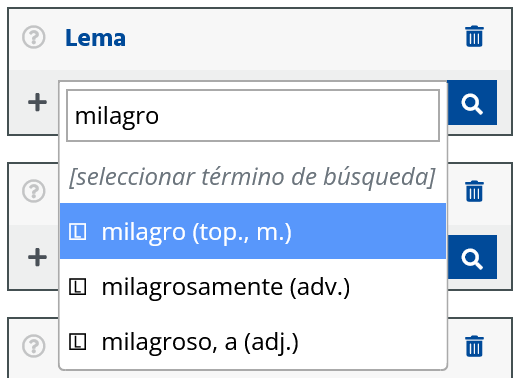 Lema
milagro
[seleccionar término de búsqueda]
L milagro (top., m.)
L milagrosamente (adv.)
L milagroso, a (adj.)